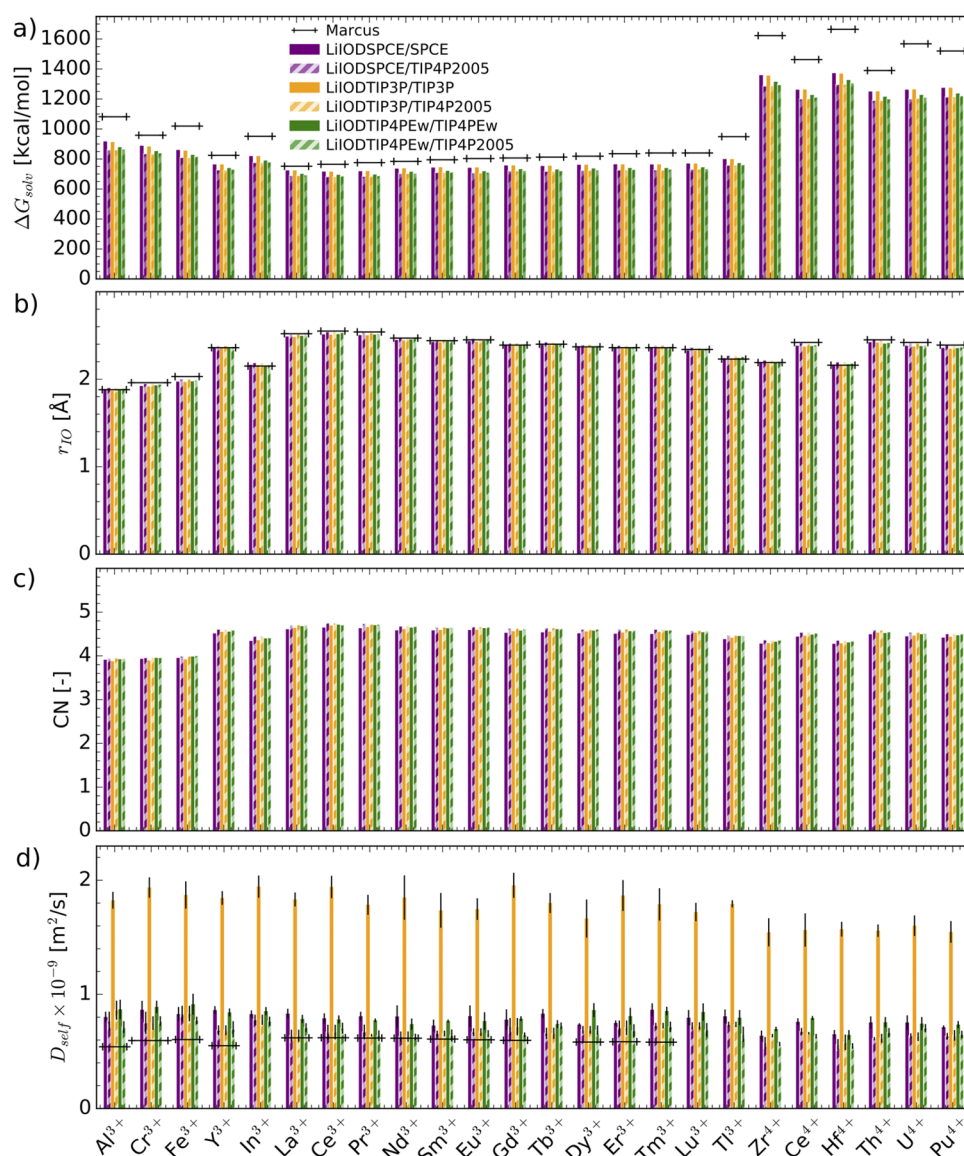 a)
ΔG_solv [kcal/mol]
1600
1400
1200
1000
800
600
400
200
0
Marcus
LiIODSPCE/SPCE
LiIODSPCE/TIP4P2005
LiIODTIP3P/TIP3P
LiIODTIP3P/TIP4P2005
LiIODTIP4PEw/TIP4PEw
LiIODTIP4PEw/TIP4P2005
b)
r_IO [Å]
2
1
0
c)
CN [-]
5
4
3
2
1
0
d)
D_self × 10^−9 [m²/s]
2
1
0
Al³⁺ Cr³⁺ Fe³⁺ Y³⁺ In³⁺ La³⁺ Ce³⁺ Pr³⁺ Nd³⁺ Sm³⁺ Eu³⁺ Gd³⁺ Tb³⁺ Dy³⁺ Er³⁺ Tm³⁺ Lu³⁺ Tl³⁺ Zr⁴⁺ Ce⁴⁺ Hf⁴⁺ Th⁴⁺ U⁴⁺ Pu⁴⁺